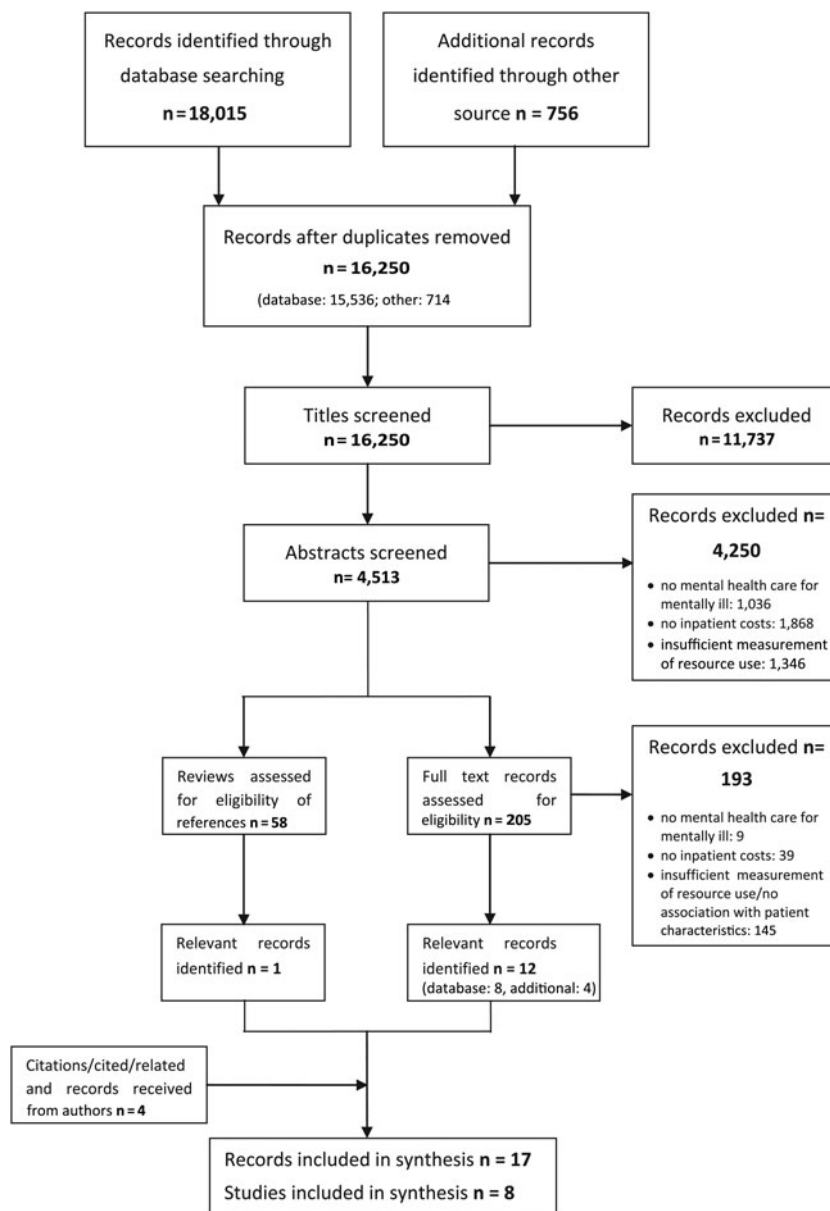 Records identified through
database searching
n = 18,015
Additional records
identified through other
source n = 756
Records after duplicates removed
n = 16,250
(database: 15,536; other: 714
Titles screened
n = 16,250
Records excluded
n = 11,737
Abstracts screened
n= 4,513
Records excluded n=
4,250
• no mental health care for
mentally ill: 1,036
• no inpatient costs: 1,868
• insufficient measurement
of resource use: 1,346
Reviews assessed
for eligibility of
references n = 58
Full text records
assessed for
eligibility n = 205
Records excluded n=
193
• no mental health care for
mentally ill: 9
• no inpatient costs: 39
• insufficient measurement
of resource use/no
association with patient
characteristics: 145
Relevant records
identified n = 1
Relevant records
identified n = 12
(database: 8, additional: 4)
Citations/cited/related
and records received
from authors n = 4
Records included in synthesis n = 17
Studies included in synthesis n = 8